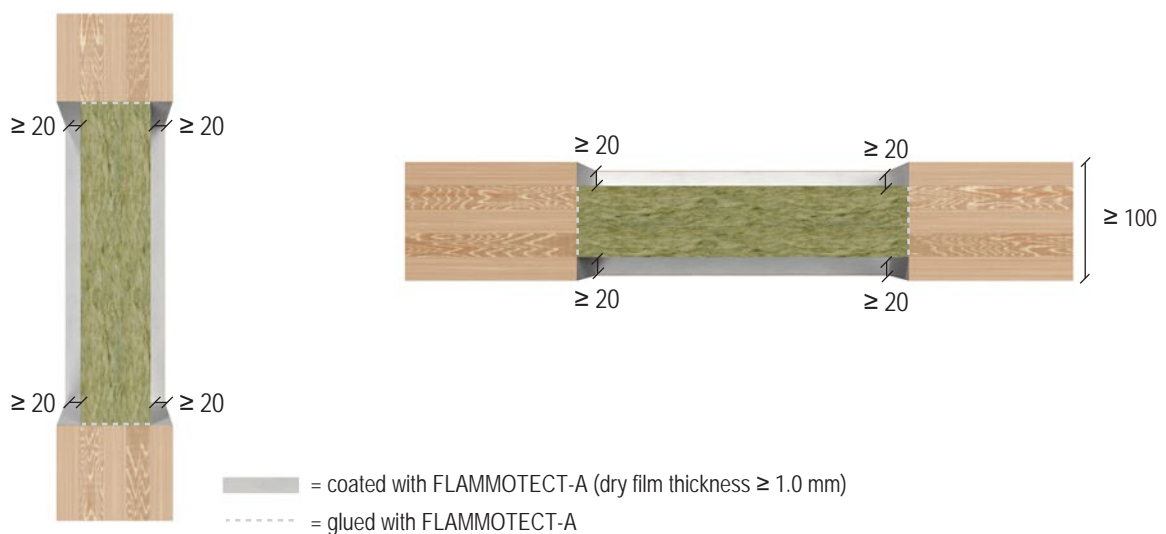 ≥ 20 ≥ 20
≥ 20 ≥ 20
≥ 20 ≥ 20
≥ 100
≥ 20 ≥ 20
= coated with FLAMMOTECT-A (dry film thickness ≥ 1.0 mm)
= glued with FLAMMOTECT-A